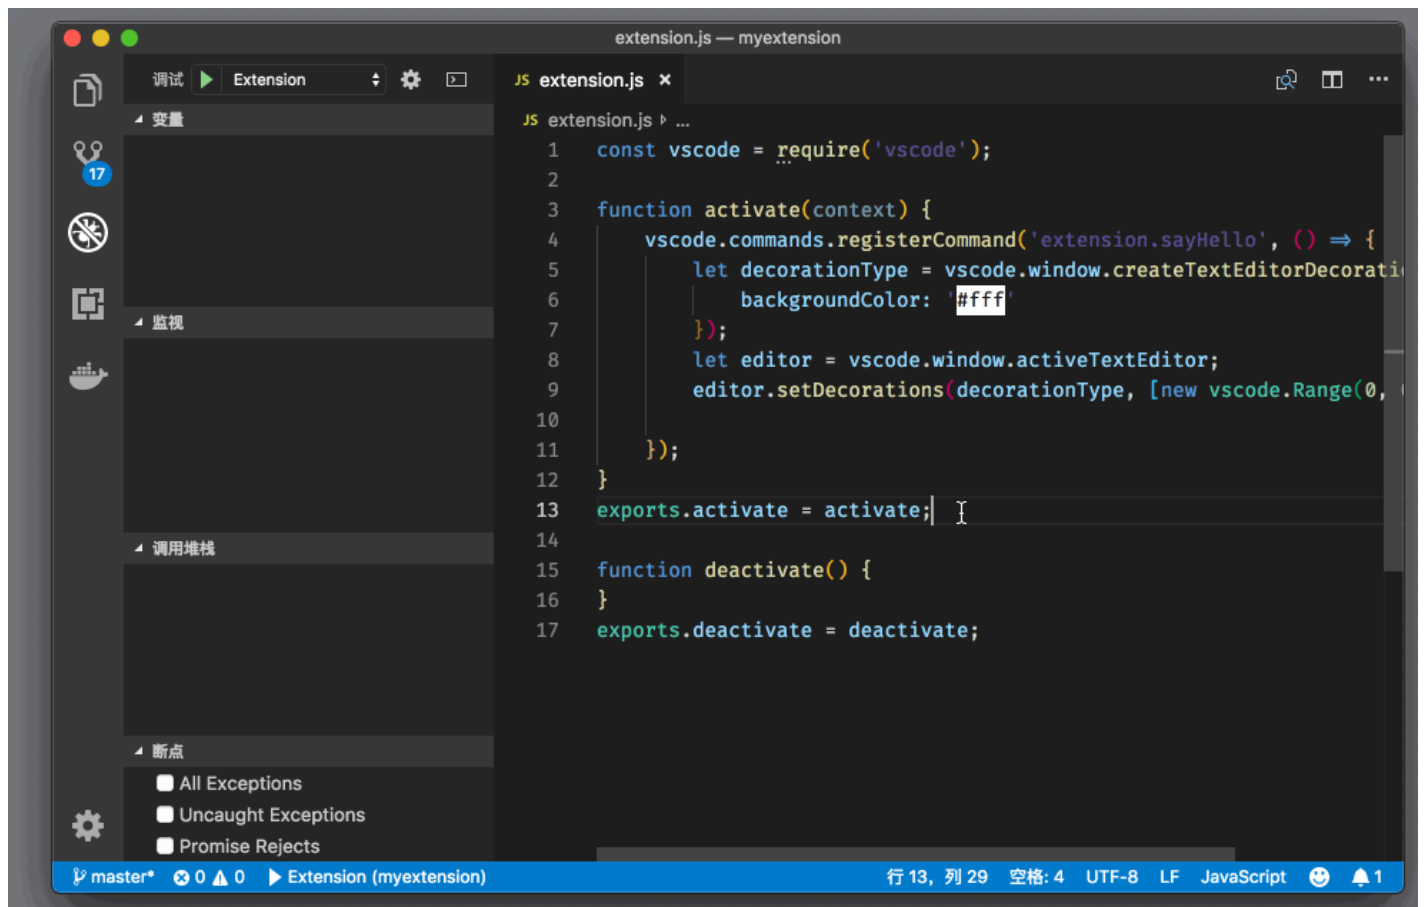 extension.js — myextension
调试 Extension
JS extension.js ×
变量
JS extension.js ...
17
1 const vscode = require('vscode');
2
3 function activate(context) {
4 vscode.commands.registerCommand('extension.sayHello', () => {
5 let decorationType = vscode.window.createTextEditorDecorati
6 backgroundColor: '#fff'
7 });
8 let editor = vscode.window.activeTextEditor;
9 editor.setDecorations(decorationType, [new vscode.Range(0,
10
11 });
12 }
13 exports.activate = activate;
14
15 function deactivate() {
16 }
17 exports.deactivate = deactivate;
监视
调用堆栈
断点
All Exceptions
Uncaught Exceptions
Promise Rejects
master* 0 0 Extension (myextension) 行 13，列 29 空格: 4 UTF-8 LF JavaScript 1